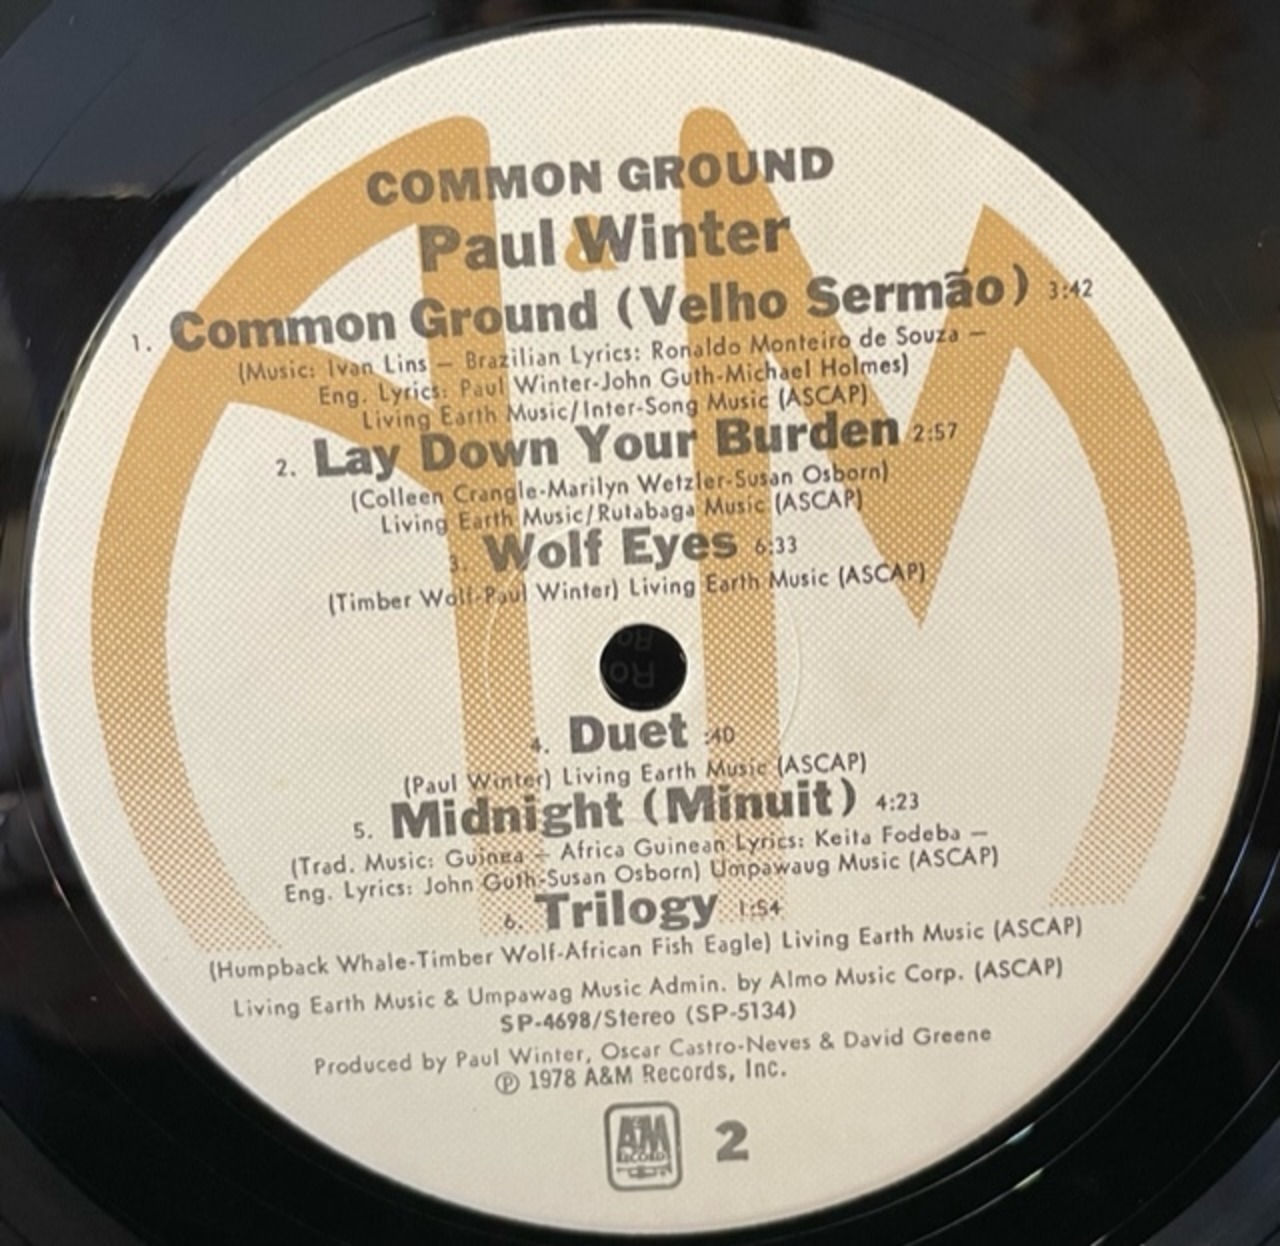 COMMON GROUND
Paul Winter
&
1. Common Ground (Velho Sermão) 3:42
(Music: Ivan Lins — Brazilian Lyrics: Ronaldo Monteiro de Souza —
Eng. Lyrics: Paul Winter-John Guth-Michael Holmes)
Living Earth Music/Inter-Song Music (ASCAP)
2. Lay Down Your Burden 2:57
(Colleen Crangle-Marilyn Wetzler-Susan Osborn)
Living Earth Music/Rutabaga Music (ASCAP)
3. Wolf Eyes 6:33
(Timber Wolf-Paul Winter) Living Earth Music (ASCAP)
4. Duet :40
(Paul Winter) Living Earth Music (ASCAP)
5. Midnight (Minuit) 4:23
(Trad. Music: Guinea — Africa Guinean Lyrics: Keita Fodeba —
Eng. Lyrics: John Guth-Susan Osborn) Umpawaug Music (ASCAP)
6. Trilogy 1:54
(Humpback Whale-Timber Wolf-African Fish Eagle) Living Earth Music (ASCAP)
Living Earth Music & Umpawag Music Admin. by Almo Music Corp. (ASCAP)
SP-4698/Stereo (SP-5134)
Produced by Paul Winter, Oscar Castro-Neves & David Greene
℗ 1978 A&M Records, Inc.
A&M RECORDS 2